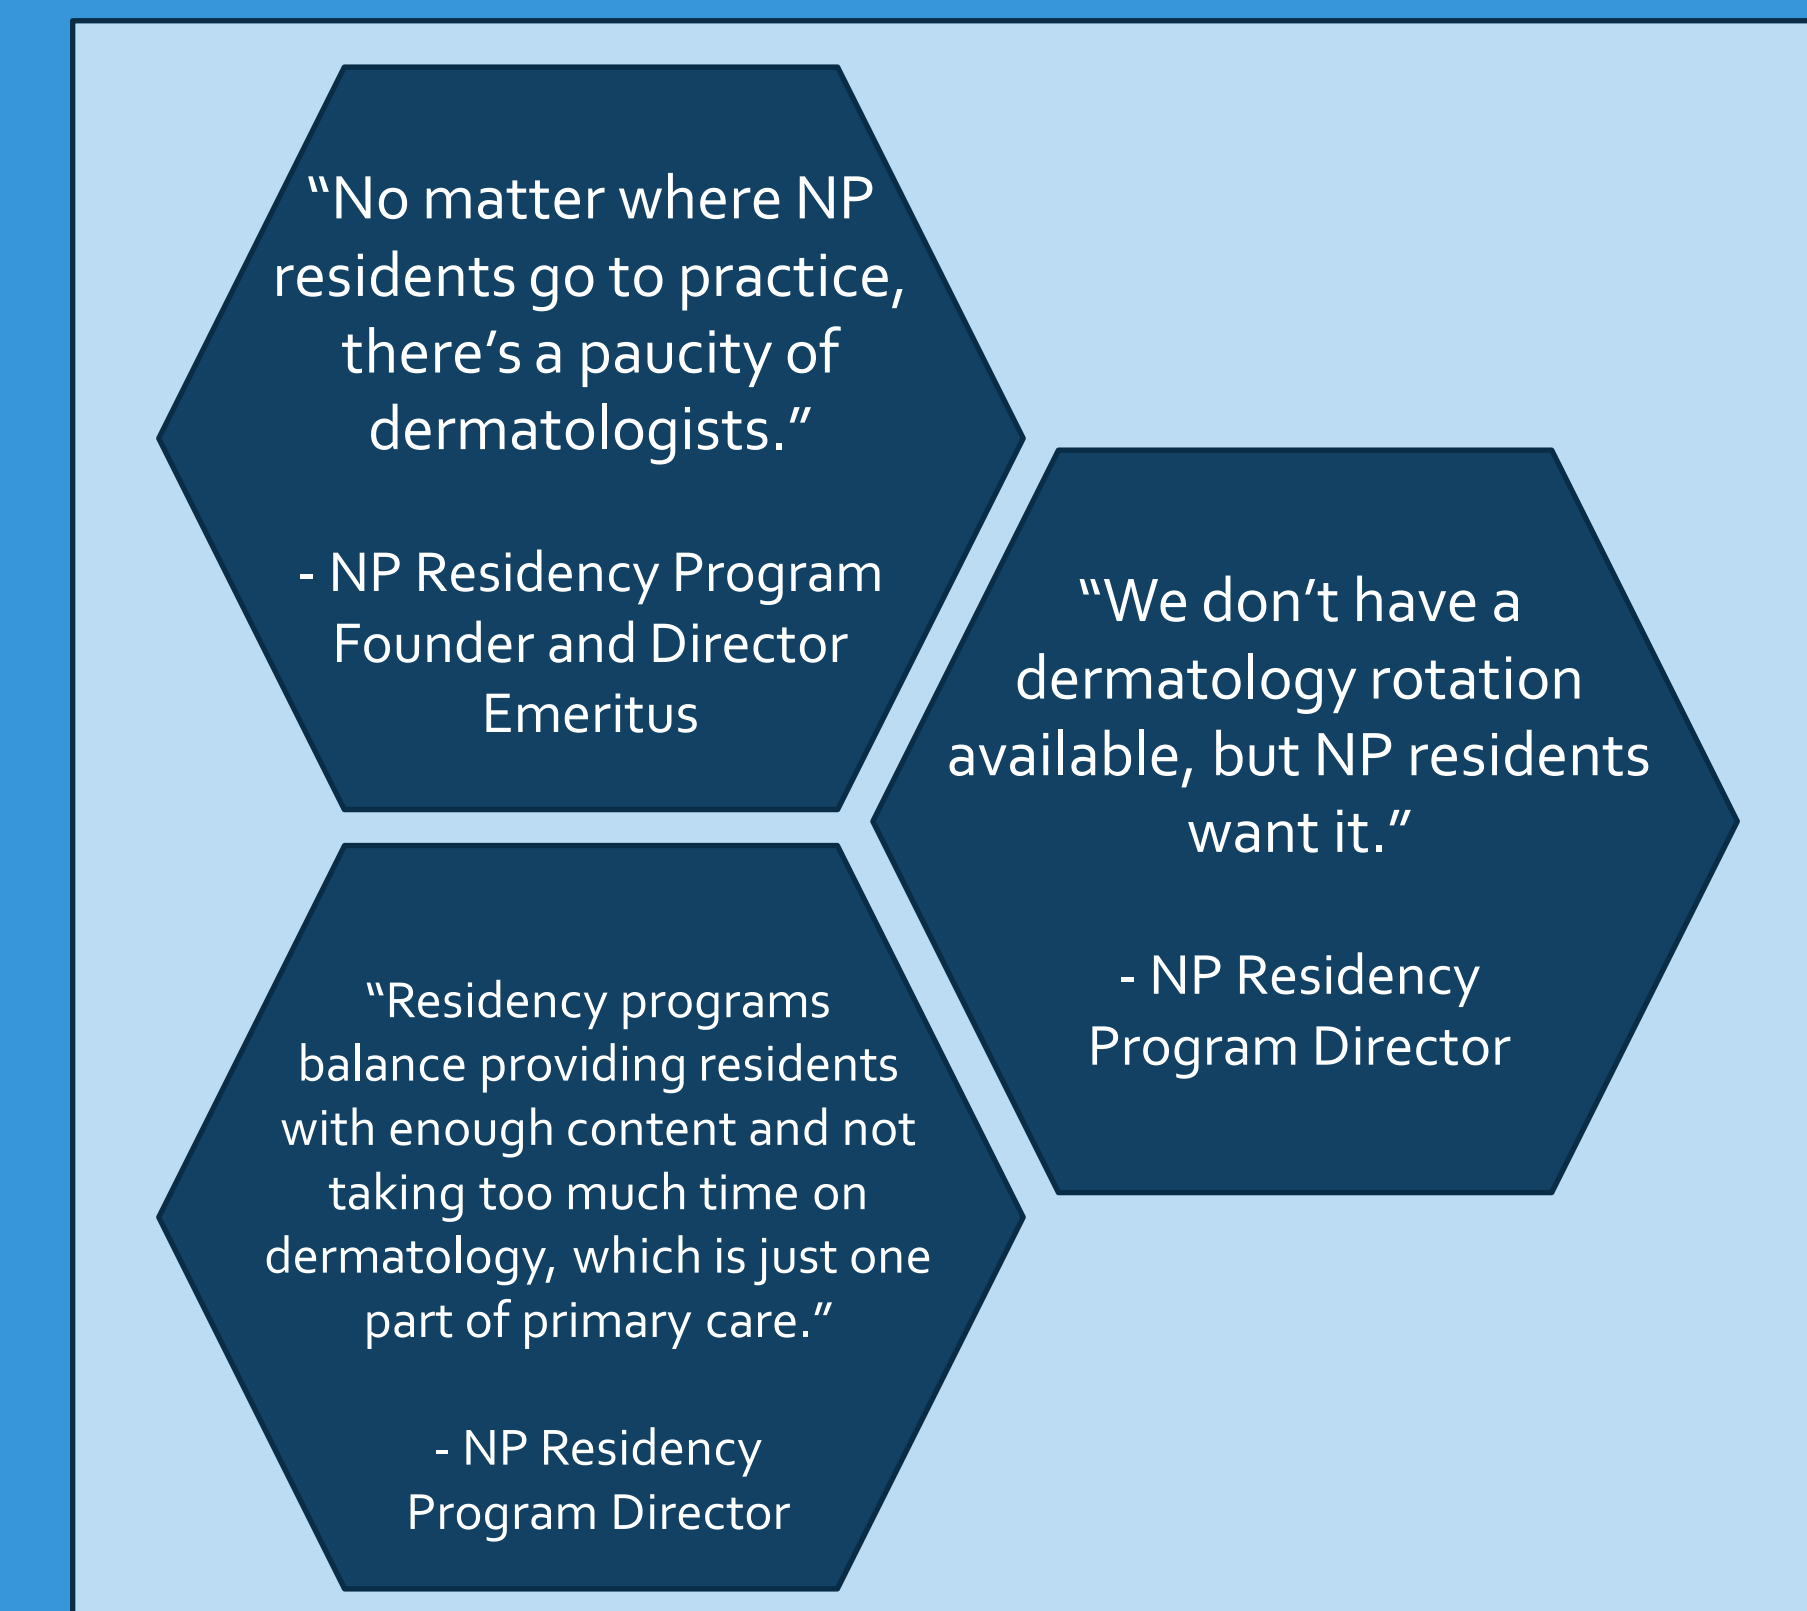 “No matter where NP
residents go to practice,
there’s a paucity of
dermatologists.”
- NP Residency Program
Founder and Director
Emeritus
“We don’t have a
dermatology rotation
available, but NP residents
want it.”
- NP Residency
Program Director
“Residency programs
balance providing residents
with enough content and not
taking too much time on
dermatology, which is just one
part of primary care.”
- NP Residency
Program Director